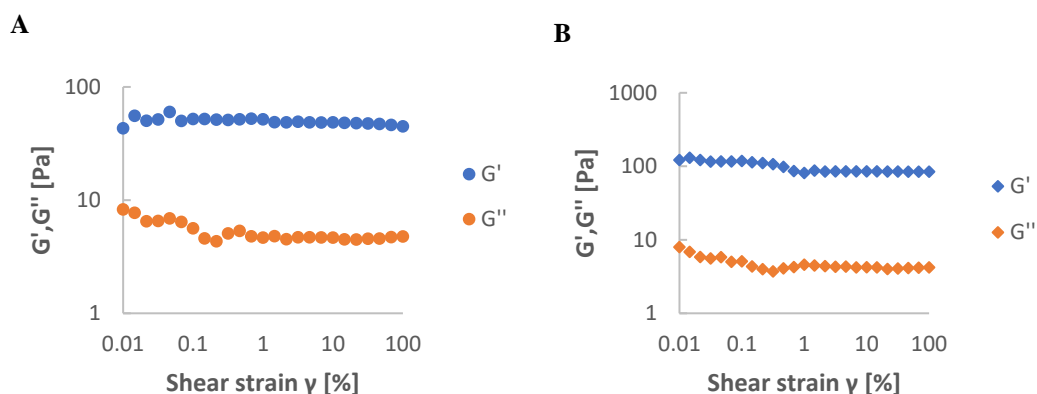 A
100
10
1
G',G'' [Pa]
0.01 0.1 1 10 100
Shear strain γ [%]
G'
G''
B
1000
100
10
1
G',G'' [Pa]
0.01 0.1 1 10 100
Shear strain γ [%]
G'
G''